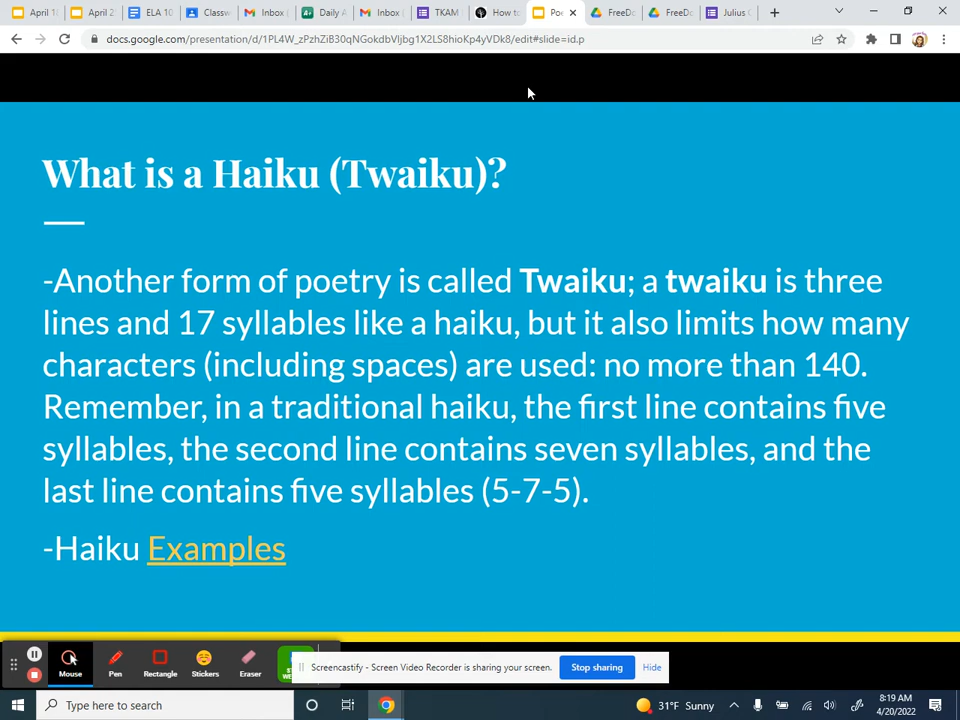 April 1
April 2
ELA 10
Classw
Inbox
Daily A
Inbox
TKAM
How to
Poe
FreeDo
FreeDo
Julius C
docs.google.com/presentation/d/1PL4W_zPzhZiB30qNGokdbVljbg1X2LS8hioKp4yVDk8/edit#slide=id.p
What is a Haiku (Twaiku)?
-Another form of poetry is called Twaiku; a twaiku is three
lines and 17 syllables like a haiku, but it also limits how many
characters (including spaces) are used: no more than 140.
Remember, in a traditional haiku, the first line contains five
syllables, the second line contains seven syllables, and the
last line contains five syllables (5-7-5).
-Haiku Examples
Mouse
Pen
Rectangle
Stickers
Eraser
Screencastify - Screen Video Recorder is sharing your screen.
Stop sharing
Hide
Type here to search
31°F Sunny
8:19 AM
4/20/2022